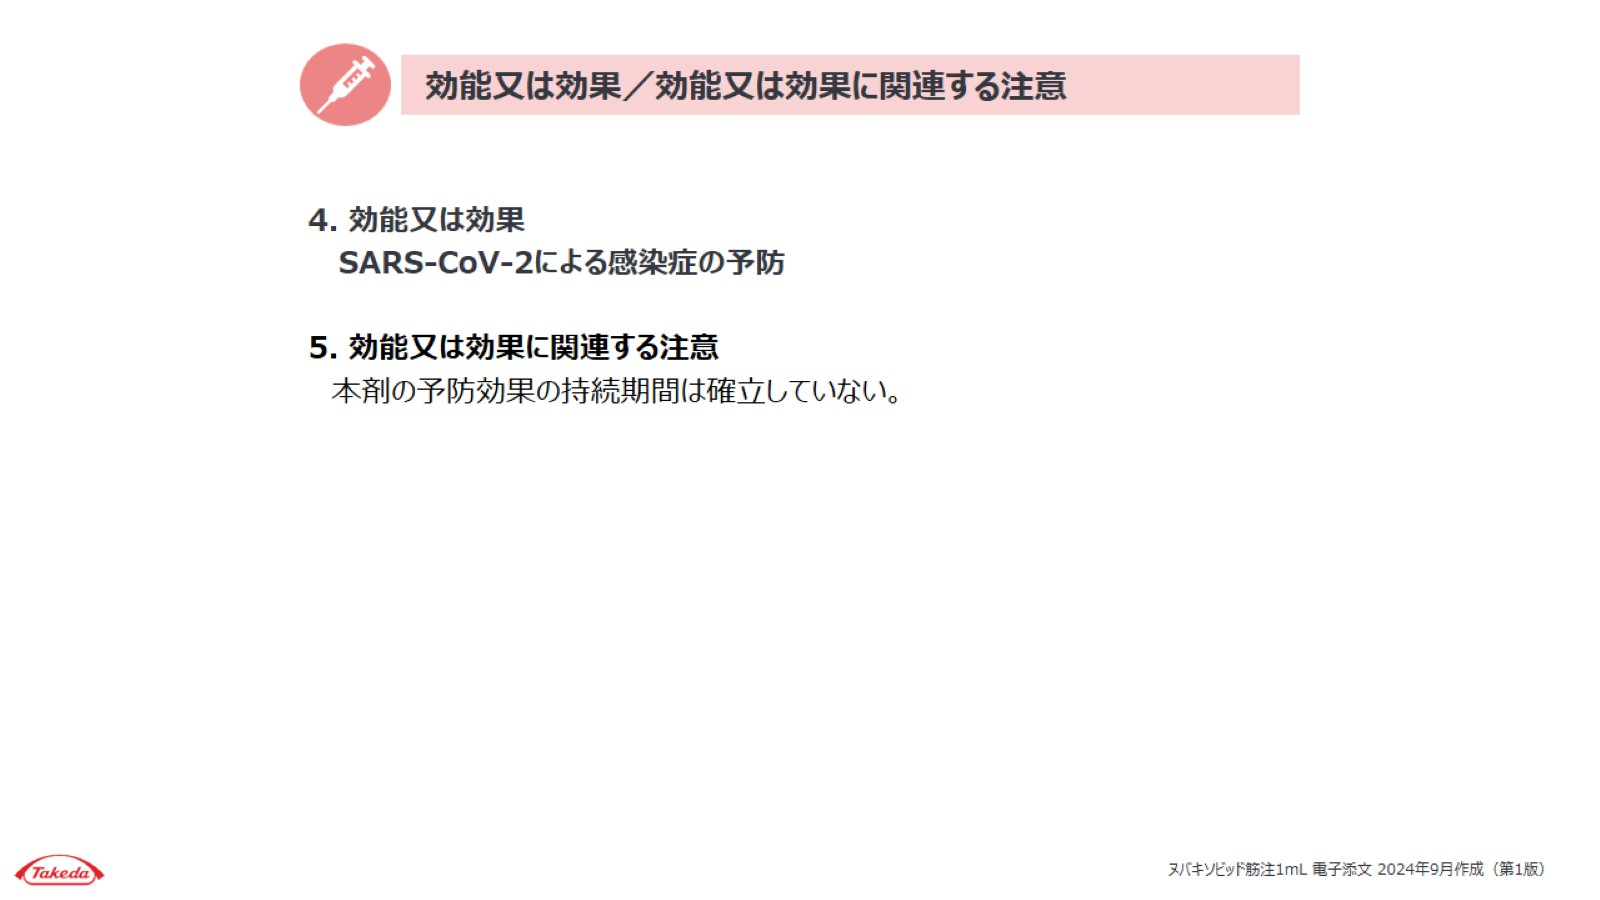 効能又は効果／効能又は効果に関連する注意
4. 効能又は効果
SARS-CoV-2による感染症の予防
5. 効能又は効果に関連する注意
本剤の予防効果の持続期間は確立していない。
Takeda
ヌバキソビッド筋注1mL 電子添文 2024年9月作成（第1版）